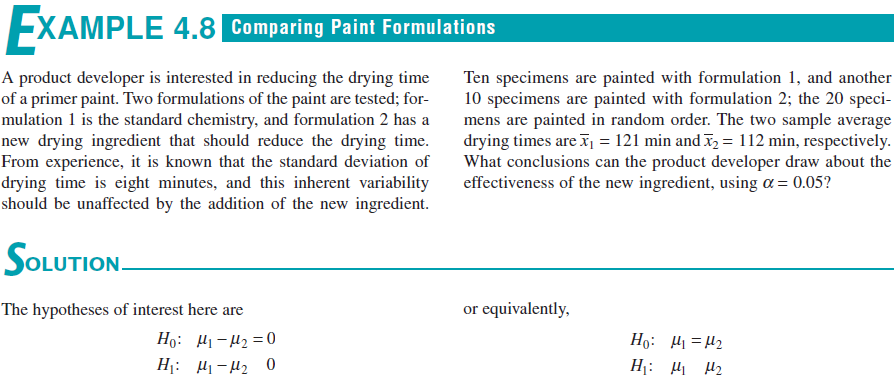 EXAMPLE 4.8 Comparing Paint Formulations
A product developer is interested in reducing the drying time
of a primer paint. Two formulations of the paint are tested; for-
mulation 1 is the standard chemistry, and formulation 2 has a
new drying ingredient that should reduce the drying time.
From experience, it is known that the standard deviation of
drying time is eight minutes, and this inherent variability
should be unaffected by the addition of the new ingredient.
Ten specimens are painted with formulation 1, and another
10 specimens are painted with formulation 2; the 20 speci-
mens are painted in random order. The two sample average
drying times are x̅₁ = 121 min and x̅₂ = 112 min, respectively.
What conclusions can the product developer draw about the
effectiveness of the new ingredient, using α = 0.05?
SOLUTION
The hypotheses of interest here are
H₀: μ₁ − μ₂ = 0
H₁: μ₁ − μ₂ 0
or equivalently,
H₀: μ₁ = μ₂
H₁: μ₁ μ₂